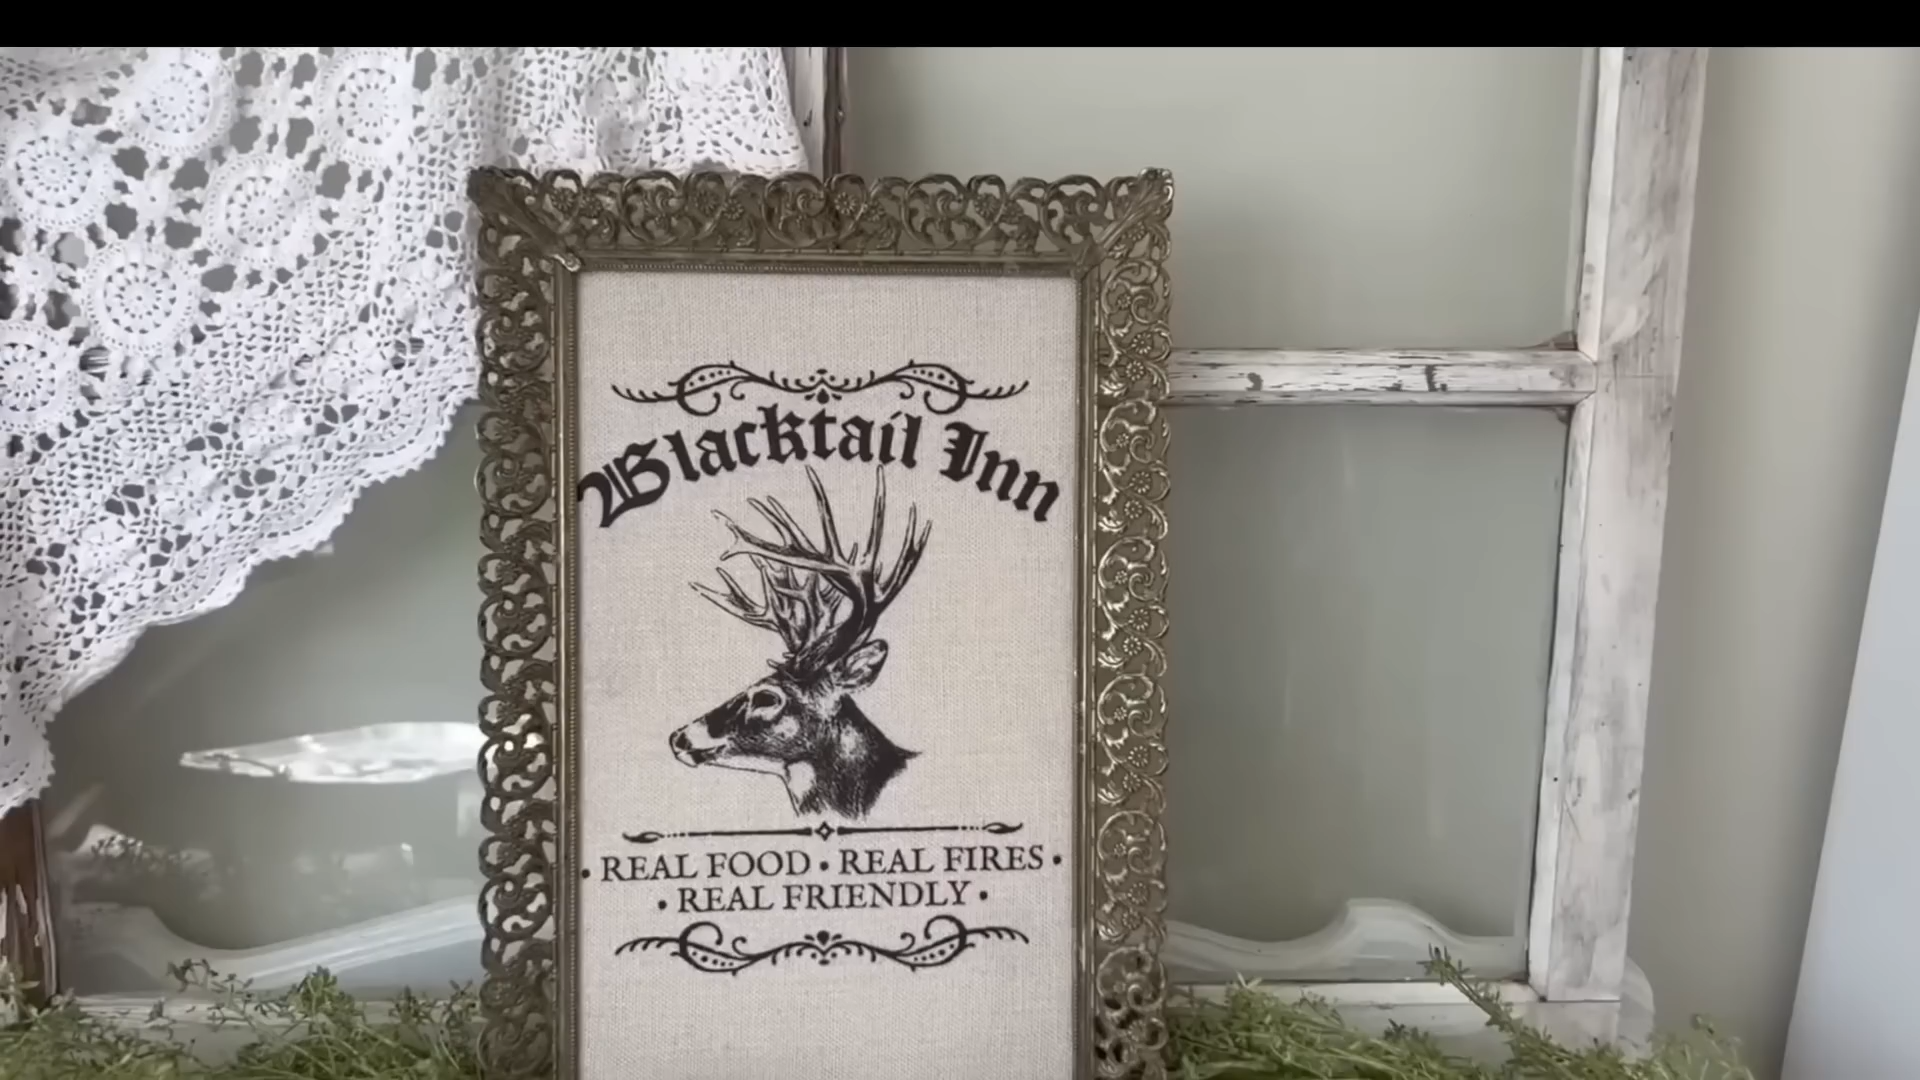 Blacktail Inn
• REAL FOOD • REAL FIRES •
• REAL FRIENDLY •